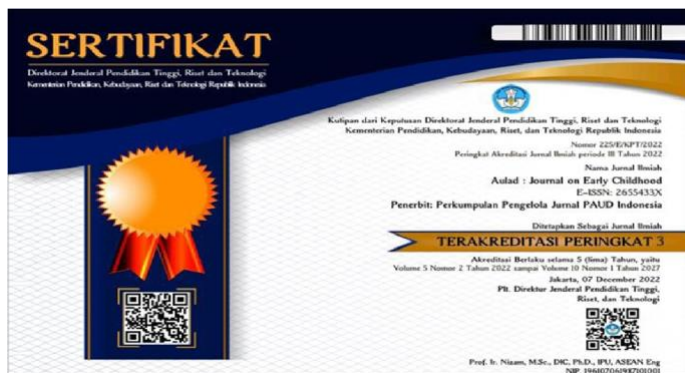 SERTIFIKAT
Direktorat Jenderal Pendidikan Tinggi, Riset dan Teknologi
Kementerian Pendidikan, Kebudayaan, Riset dan Teknologi Republik Indonesia
Kutipan dari Keputusan Direktorat Jenderal Pendidikan Tinggi, Riset dan Teknologi
Kementerian Pendidikan, Kebudayaan, Riset, dan Teknologi Republik Indonesia
Nomor 225/E/KPT/2022
Peringkat Akreditasi Jurnal Ilmiah periode III Tahun 2022
Nama Jurnal Ilmiah
Aulad : Journal on Early Childhood
E-ISSN: 2655433X
Penerbit: Perkumpulan Pengelola Jurnal PAUD Indonesia
Ditetapkan Sebagai Jurnal Ilmiah
TERAKREDITASI PERINGKAT 3
Akreditasi Berlaku selama 5 (lima) Tahun, yaitu
Volume 5 Nomor 2 Tahun 2022 sampai Volume 10 Nomor 1 Tahun 2027
Jakarta, 07 December 2022
Plt. Direktur Jenderal Pendidikan Tinggi,
Riset, dan Teknologi
Prof. Ir. Nizam, M.Sc., DIC, Ph.D., IPU, ASEAN Eng
NIP. 196107061987101001